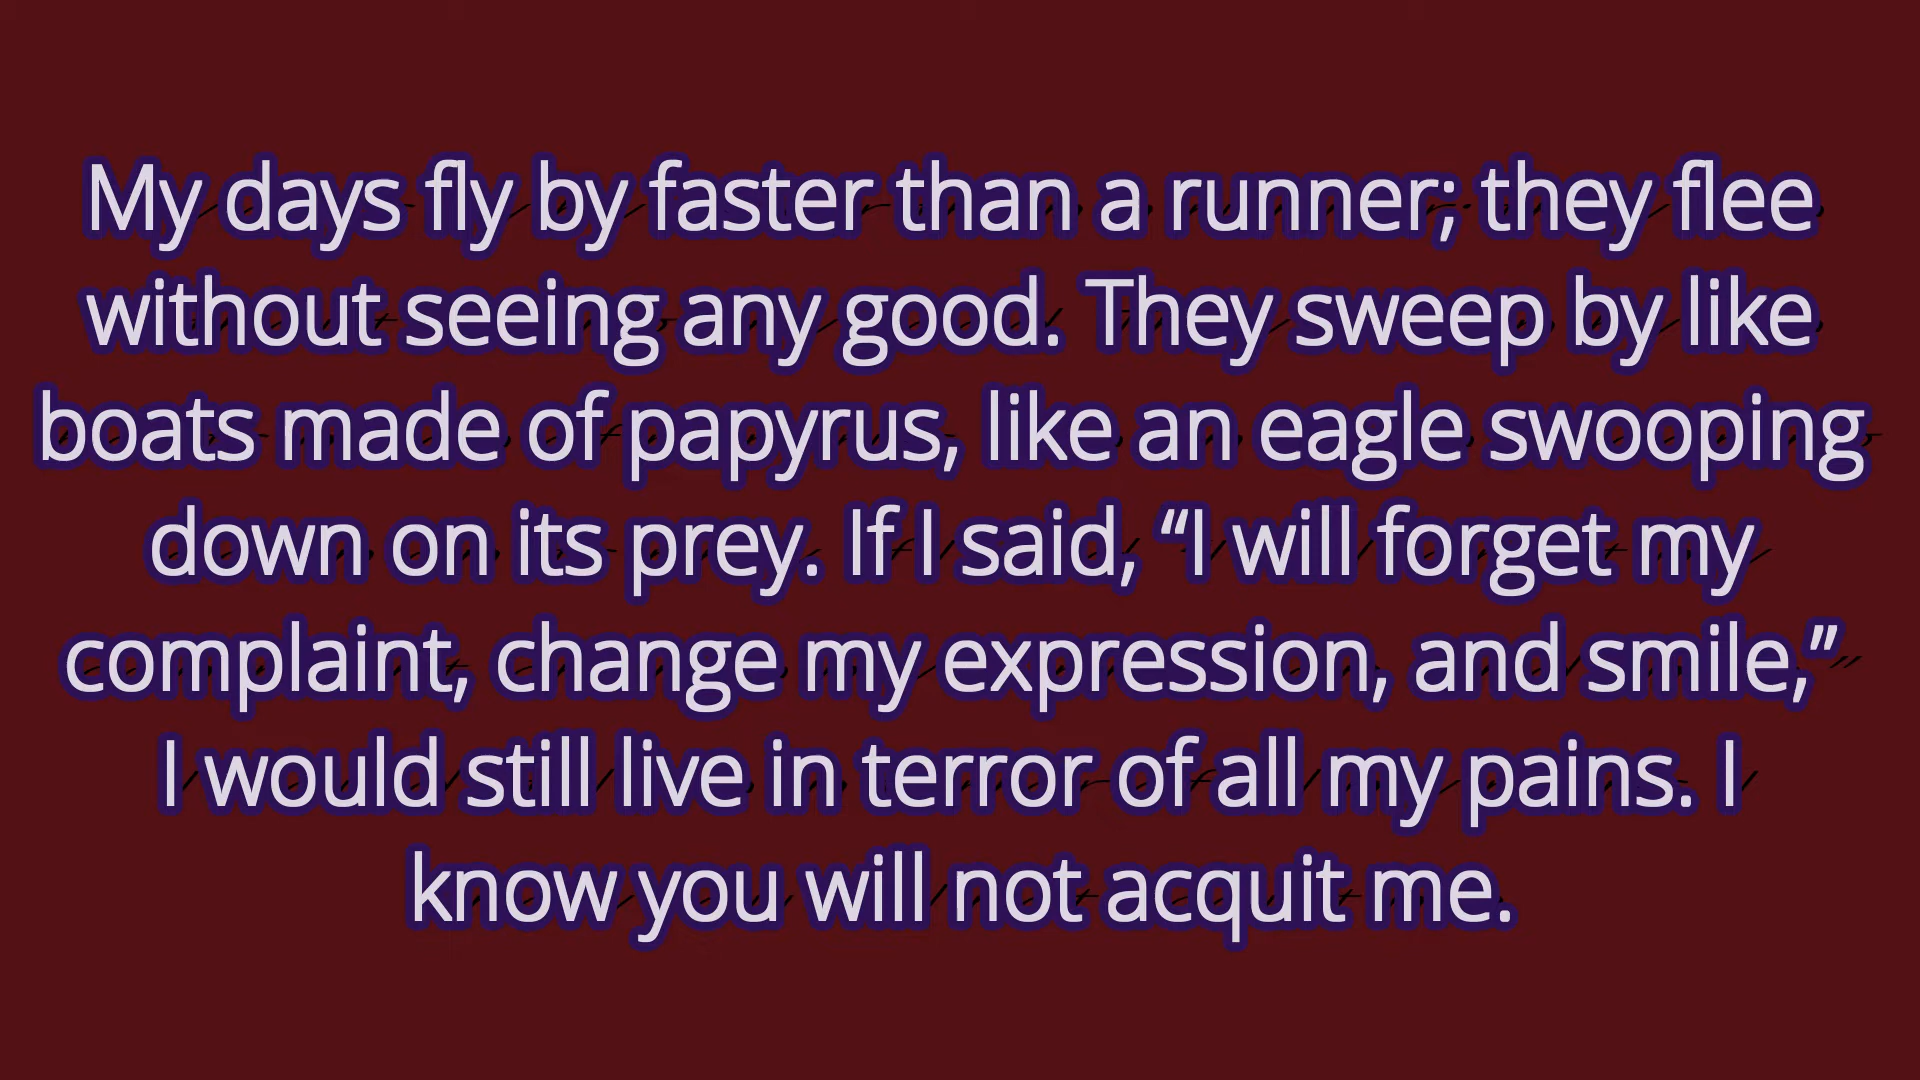 My days fly by faster than a runner; they flee
without seeing any good. They sweep by like
boats made of papyrus, like an eagle swooping
down on its prey. If I said, “I will forget my
complaint, change my expression, and smile,”
I would still live in terror of all my pains. I
know you will not acquit me.